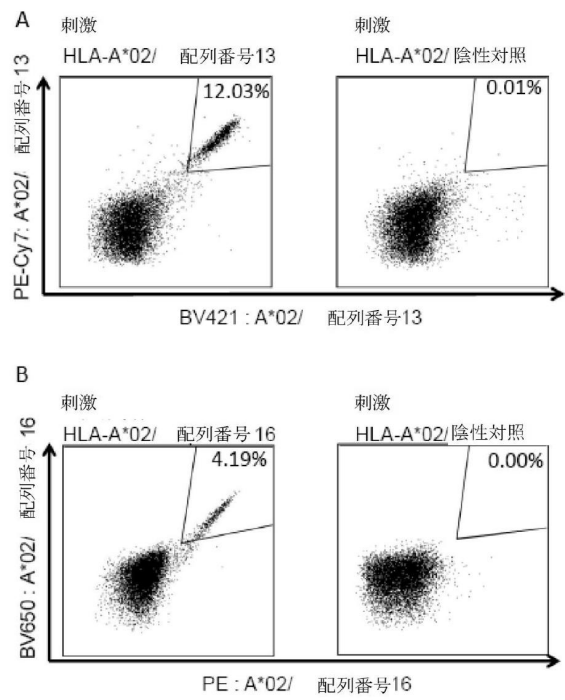 A
刺激
HLA-A*02/ 配列番号13
12.03%
刺激
HLA-A*02/陰性対照
0.01%
PE-Cy7: A*02/ 配列番号13
BV421 : A*02/ 配列番号13
B
刺激
HLA-A*02/ 配列番号16
4.19%
刺激
HLA-A*02/陰性対照
0.00%
BV650 : A*02/ 配列番号 16
PE : A*02/ 配列番号16